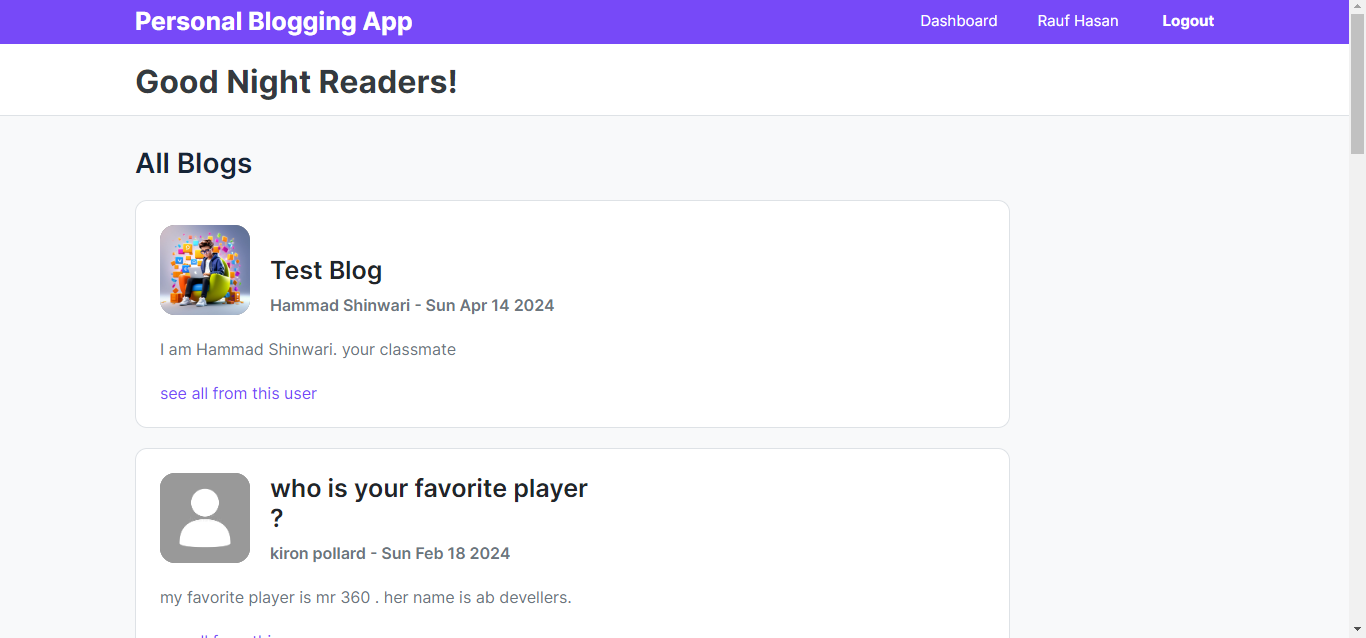 Personal Blogging App
Dashboard
Rauf Hasan
Logout
Good Night Readers!
All Blogs
Test Blog
Hammad Shinwari - Sun Apr 14 2024
I am Hammad Shinwari. your classmate
see all from this user
who is your favorite player
?
kiron pollard - Sun Feb 18 2024
my favorite player is mr 360 . her name is ab devellers.